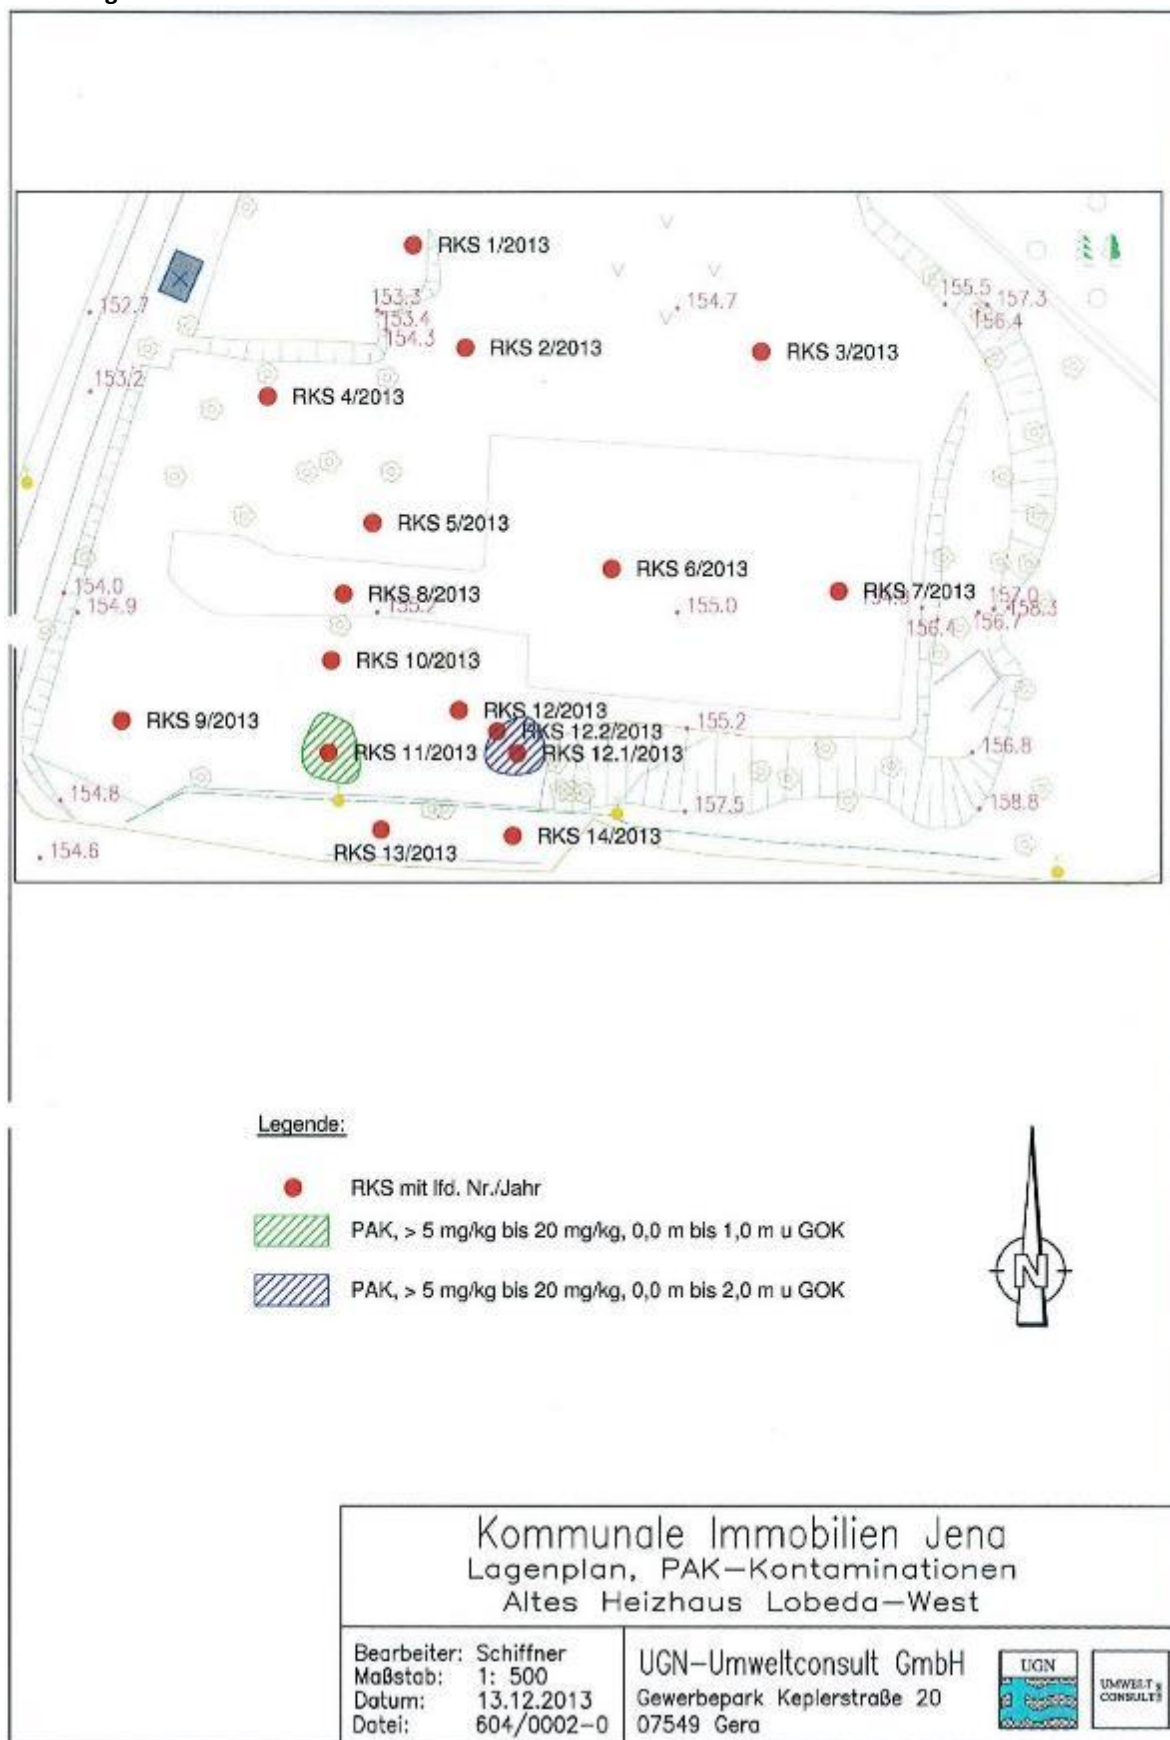 RKS 1/2013
152.7
153.3
153.4
154.3
154.7
155.5
157.3
156.4
RKS 2/2013
RKS 3/2013
153.2
RKS 4/2013
RKS 5/2013
RKS 6/2013
154.0
154.9
RKS 8/2013
155.0
RKS 7/2013
157.0
158.3
156.7
156.4
RKS 10/2013
RKS 9/2013
RKS 12/2013
155.2
RKS 12.2/2013
RKS 11/2013
RKS 12.1/2013
156.8
154.8
157.5
158.8
RKS 14/2013
RKS 13/2013
154.6
Legende:
RKS mit lfd. Nr./Jahr
PAK, > 5 mg/kg bis 20 mg/kg, 0,0 m bis 1,0 m u GOK
PAK, > 5 mg/kg bis 20 mg/kg, 0,0 m bis 2,0 m u GOK
N
Kommunale Immobilien Jena
Lagenplan, PAK-Kontaminationen
Altes Heizhaus Lobeda-West
Bearbeiter: Schiffner
Maßstab: 1: 500
Datum: 13.12.2013
Datei: 604/0002-0
UGN-Umweltconsult GmbH
Gewerbepark Keplerstraße 20
07549 Gera
UGN
UMWELT
CONSULT